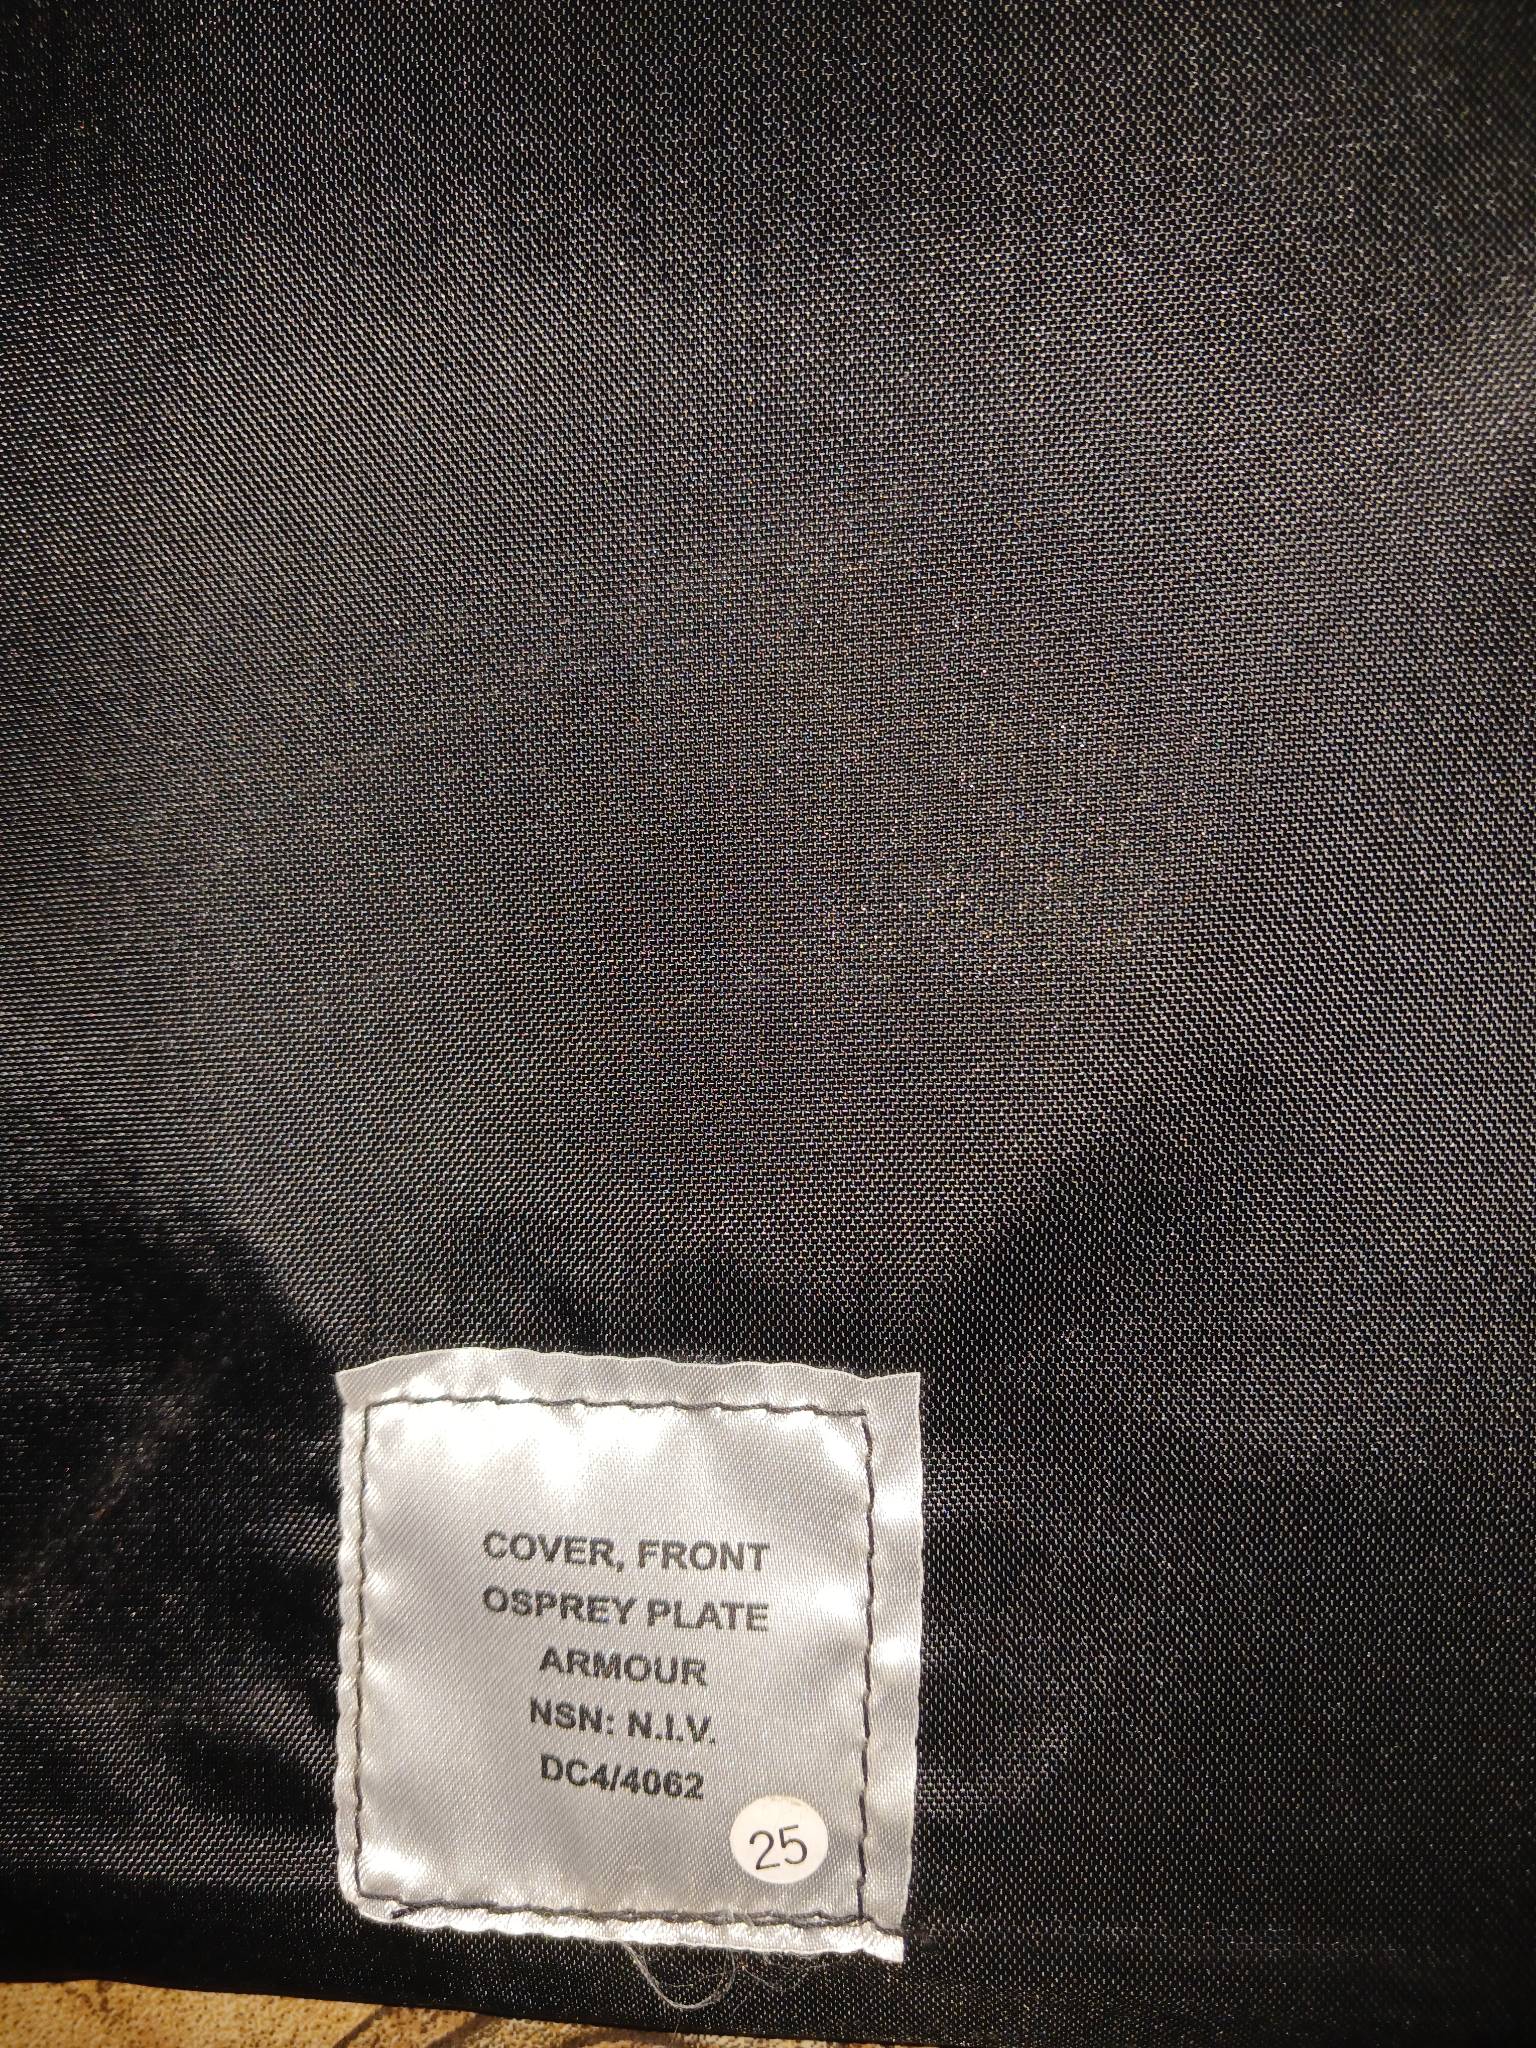 COVER, FRONT
OSPREY PLATE
ARMOUR
NSN: N.I.V.
DC4/4062
25